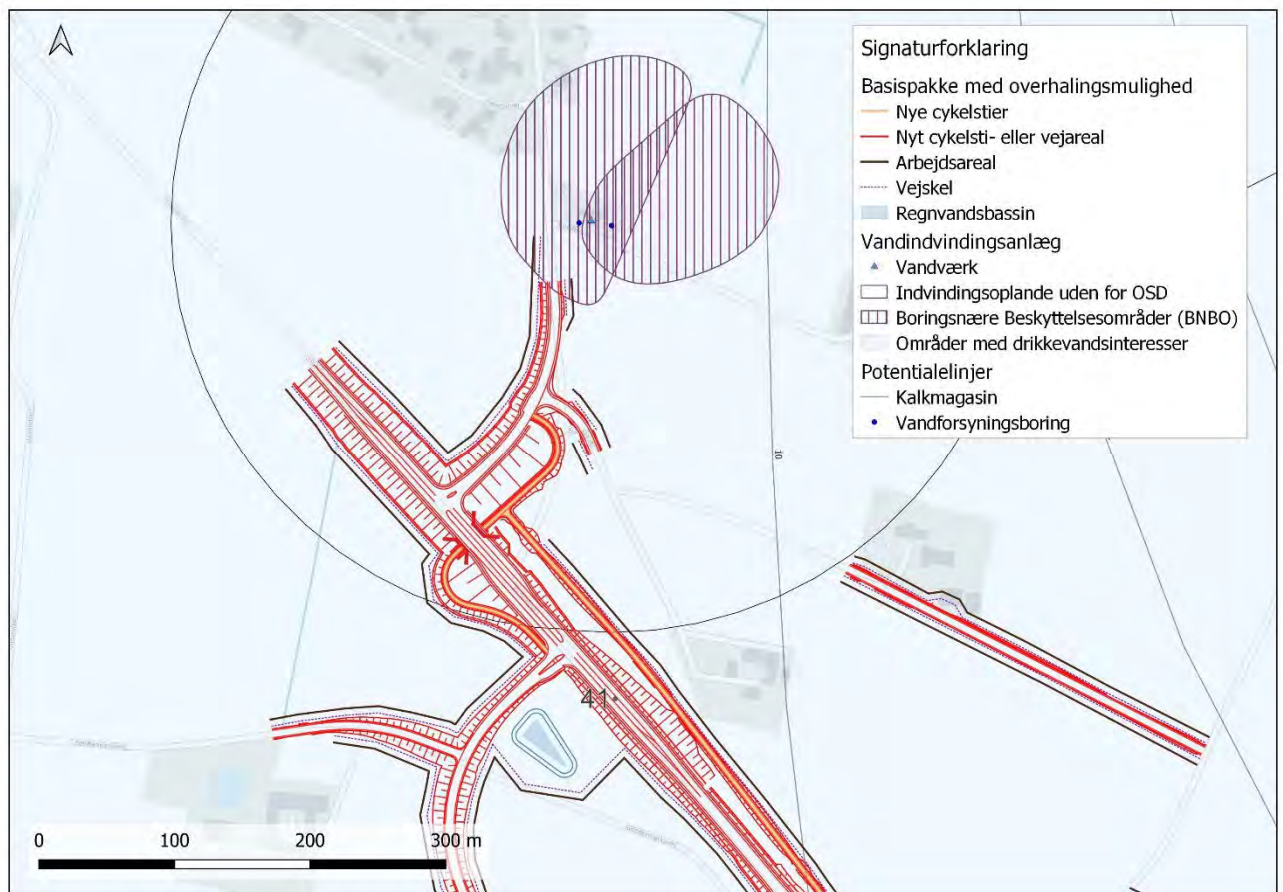 Signaturforklaring
Basispakke med overhalingsmulighed
Nye cykelstier
Nyt cykelsti- eller vejareal
Arbejdsareal
Vejskel
Regnvandsbassin
Vandindvindingsanlæg
Vandværk
Indvindingsoplande uden for OSD
Boringsnære Beskyttelsesområder (BNBO)
Områder med drikkevandsinteresser
Potentialelinjer
Kalkmagasin
Vandforsyningsboring
10
41
0 100 200 300 m